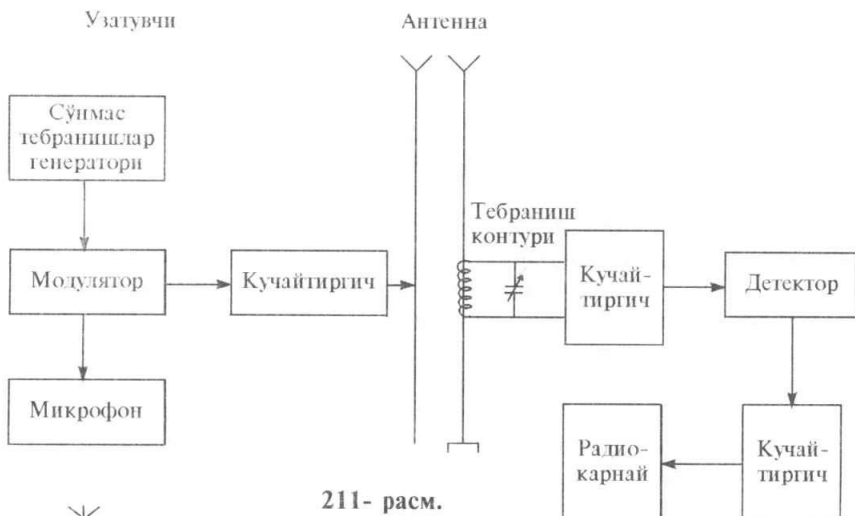 Узатувчи
Антенна
Сўнмас
тебранишлар
генератори
Модулятор
Кучайтиргич
Микрофон
Тебраниш
контури
Кучай-
тиргич
Детектор
Кучай-
тиргич
Радио-
карнай
211- расм.